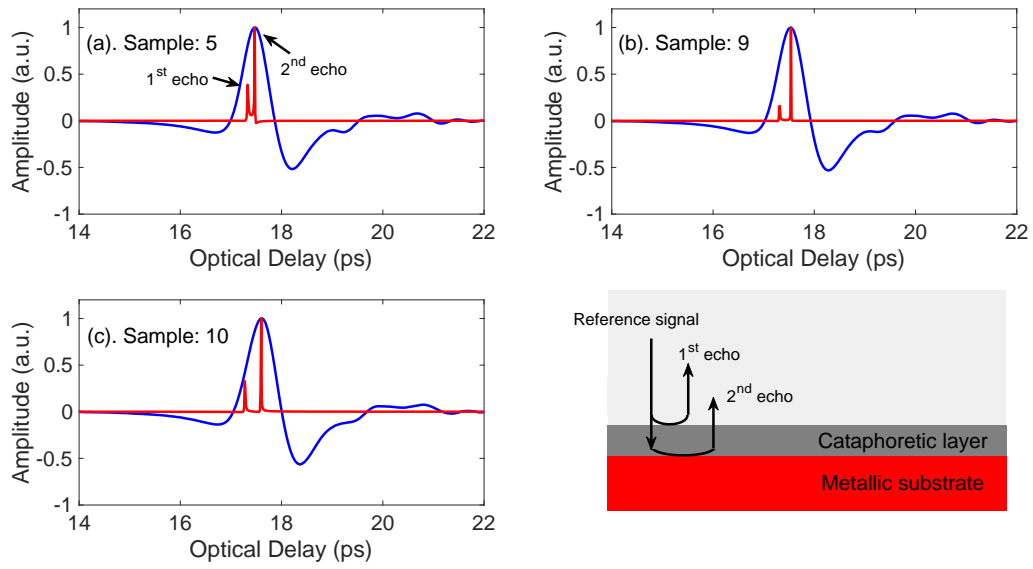 (a). Sample: 5
1st echo
2nd echo
1
0.5
0
-0.5
-1
14 16 18 20 22
Optical Delay (ps)
Amplitude (a.u.)
(b). Sample: 9
1
0.5
0
-0.5
-1
14 16 18 20 22
Optical Delay (ps)
Amplitude (a.u.)
(c). Sample: 10
1
0.5
0
-0.5
-1
14 16 18 20 22
Optical Delay (ps)
Amplitude (a.u.)
Reference signal
1st echo
2nd echo
Cataphoretic layer
Metallic substrate